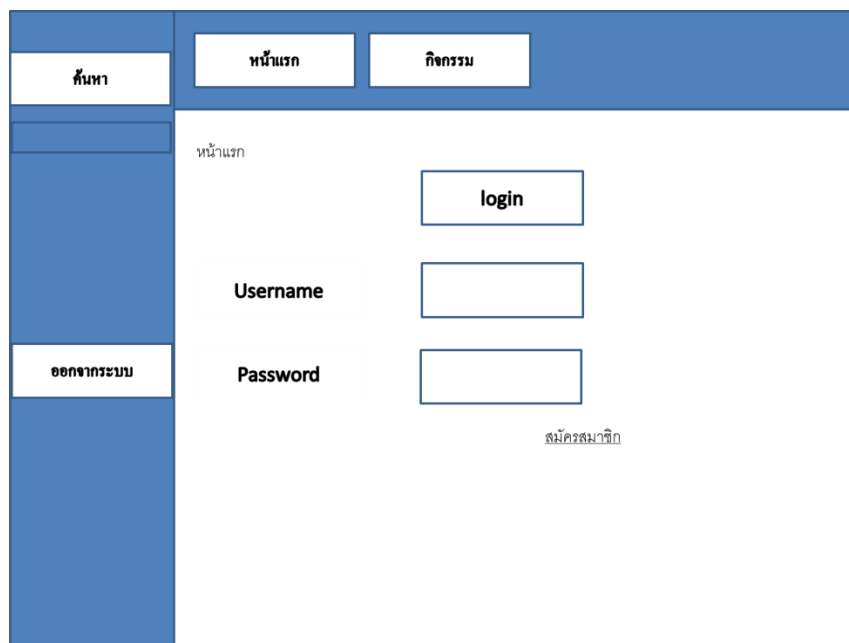 หน้าแรก
กิจกรรม
ค้นหา
หน้าแรก
login
Username
ออกจากระบบ
Password
สมัครสมาชิก